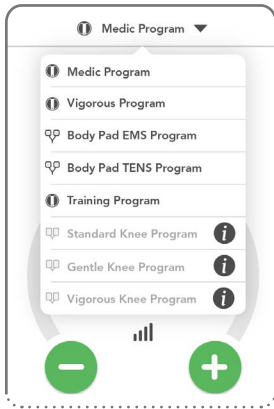 Medic Program
Medic Program
Vigorous Program
Body Pad EMS Program
Body Pad TENS Program
Training Program
Standard Knee Program
i
Gentle Knee Program
i
Vigorous Knee Program
i